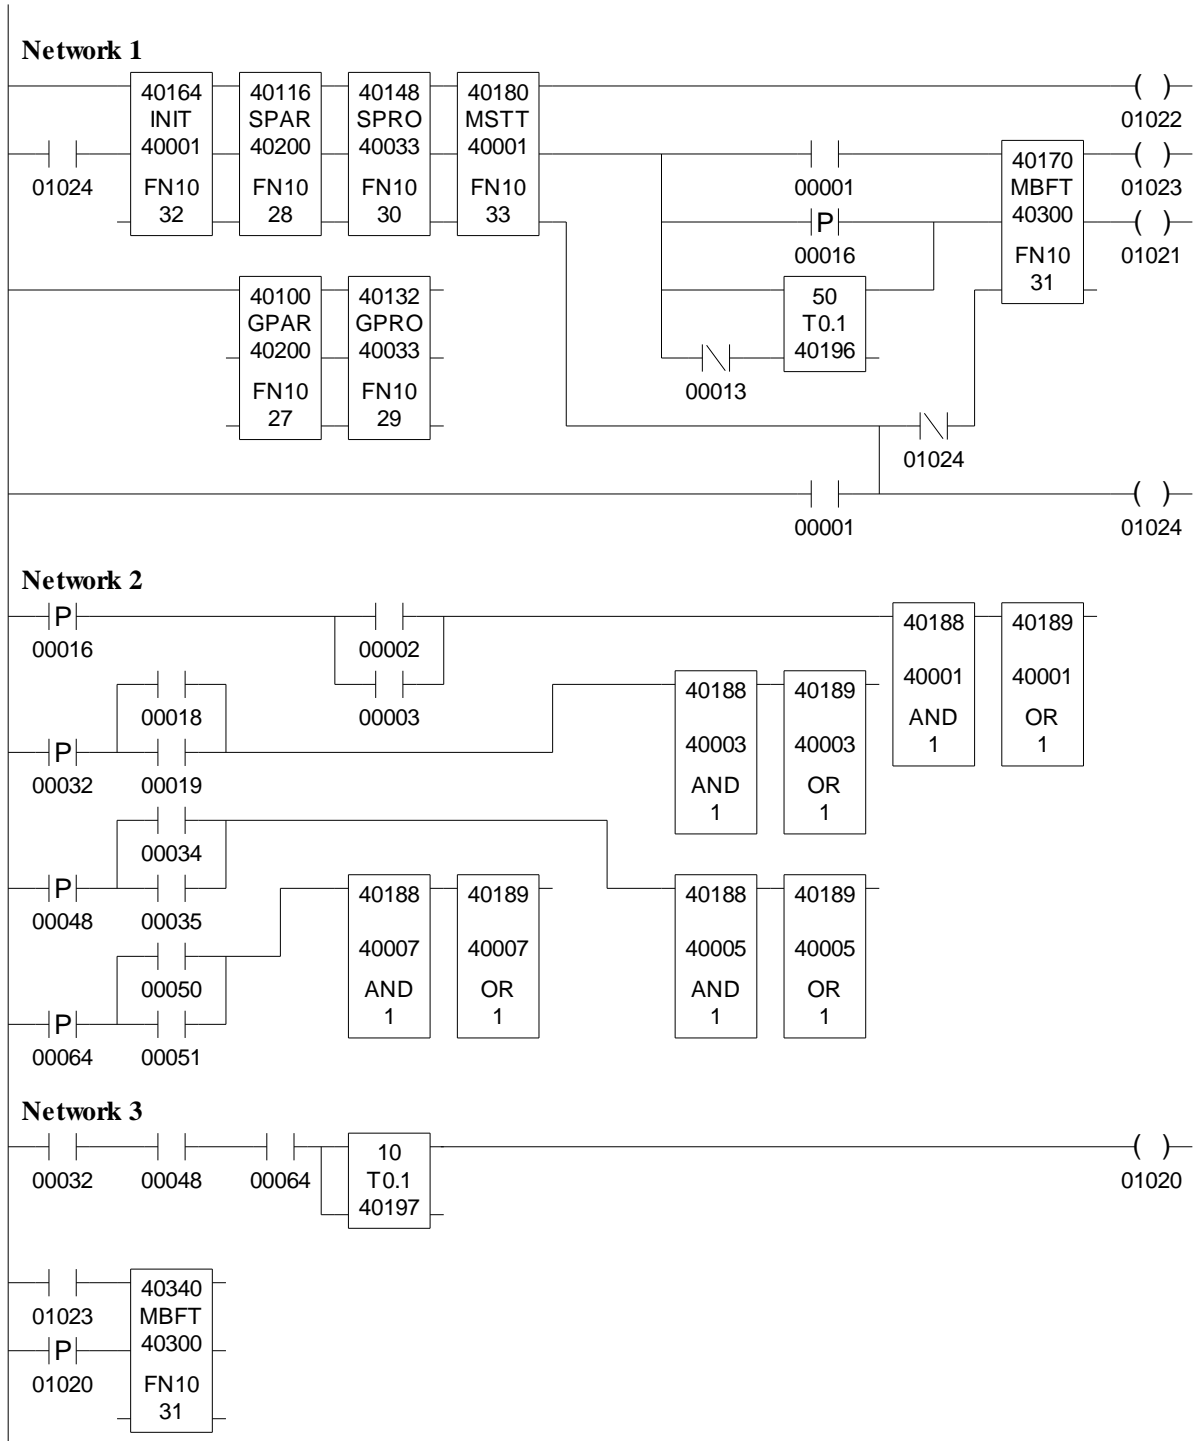 Network 1
40164 40116 40148 40180
INIT SPAR SPRO MSTT
40001 40200 40033 40001
FN10 FN10 FN10 FN10
32 28 30 33
( )
01022
01024
00001
40170
MBFT
40300
FN10
31
( )
01023
P
00016
( )
01021
40100 40132
GPAR GPRO
40200 40033
FN10 FN10
27 29
50
T0.1
40196
00013
01024
00001
( )
01024
Network 2
P
00016
00002
00003
40188 40189
40001 40001
AND OR
1 1
00018
P
00032 00019
40188 40189
40003 40003
AND OR
1 1
00034
P
00048 00035
40188 40189
40005 40005
AND OR
1 1
00050
P
00064 00051
40188 40189
40007 40007
AND OR
1 1
Network 3
00032 00048 00064
10
T0.1
40197
( )
01020
01023
P
01020
40340
MBFT
40300
FN10
31